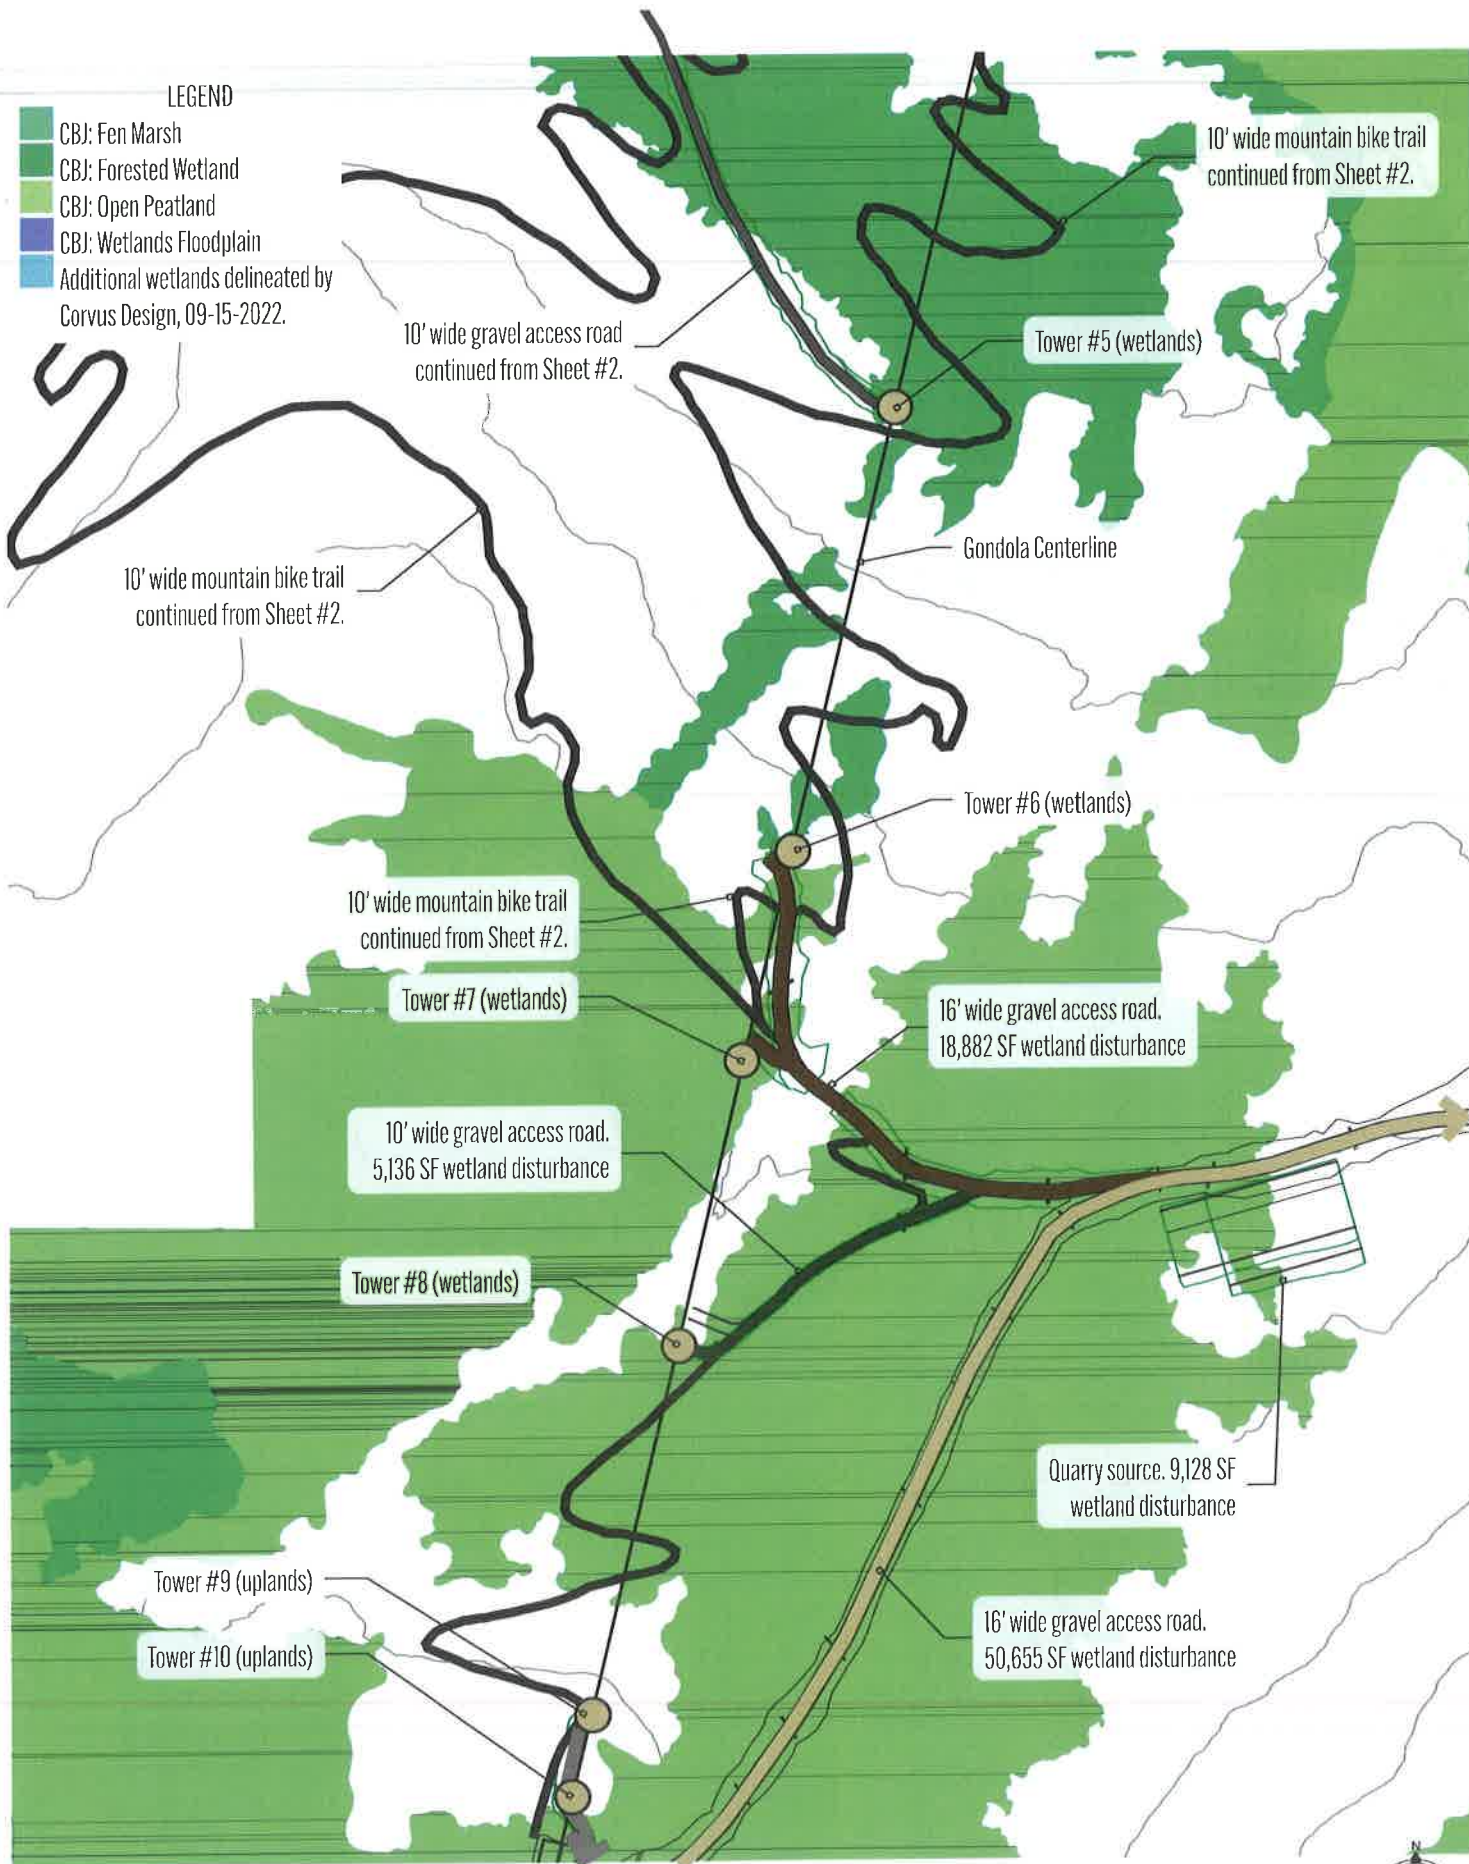 LEGEND
CBJ: Fen Marsh
CBJ: Forested Wetland
CBJ: Open Peatland
CBJ: Wetlands Floodplain
Additional wetlands delineated by
Corvus Design, 09-15-2022.
10' wide mountain bike trail
continued from Sheet #2.
10' wide gravel access road
continued from Sheet #2.
Tower #5 (wetlands)
Gondola Centerline
10' wide mountain bike trail
continued from Sheet #2.
Tower #6 (wetlands)
10' wide mountain bike trail
continued from Sheet #2.
Tower #7 (wetlands)
16' wide gravel access road.
18,882 SF wetland disturbance
10' wide gravel access road.
5,136 SF wetland disturbance
Tower #8 (wetlands)
Quarry source. 9,128 SF
wetland disturbance
Tower #9 (uplands)
16' wide gravel access road.
50,655 SF wetland disturbance
Tower #10 (uplands)
N